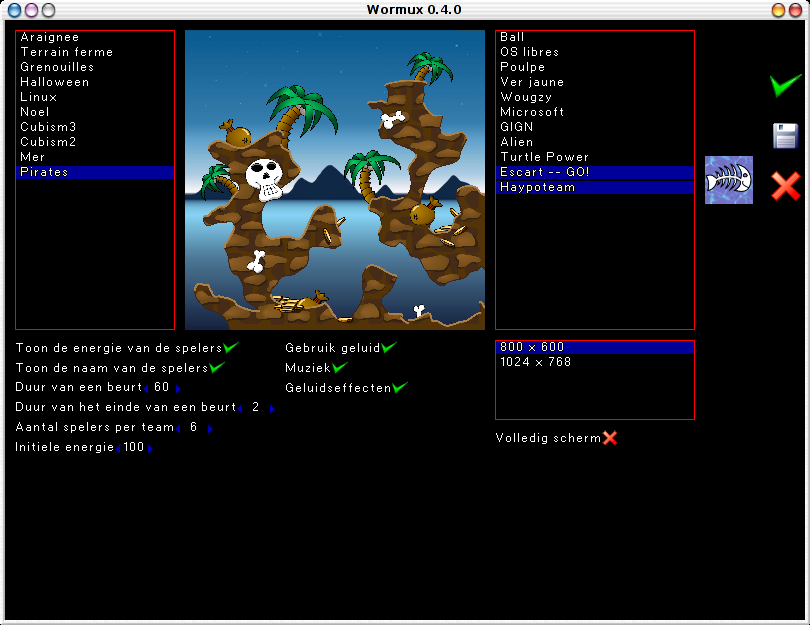 Wormux 0.4.0
Araignee
Terrain ferme
Grenouilles
Halloween
Linux
Noel
Cubism3
Cubism2
Mer
Pirates
Ball
OS libres
Poulpe
Ver jaune
Wougzy
Microsoft
GIGN
Alien
Turtle Power
Escart -- GO!
Haypoteam
Toon de energie van de spelers
Toon de naam van de spelers
Duur van een beurt 60
Duur van het einde van een beurt 2
Aantal spelers per team 6
Initiele energie 100
Gebruik geluid
Muziek
Geluidseffecten
800 x 600
1024 x 768
Volledig scherm